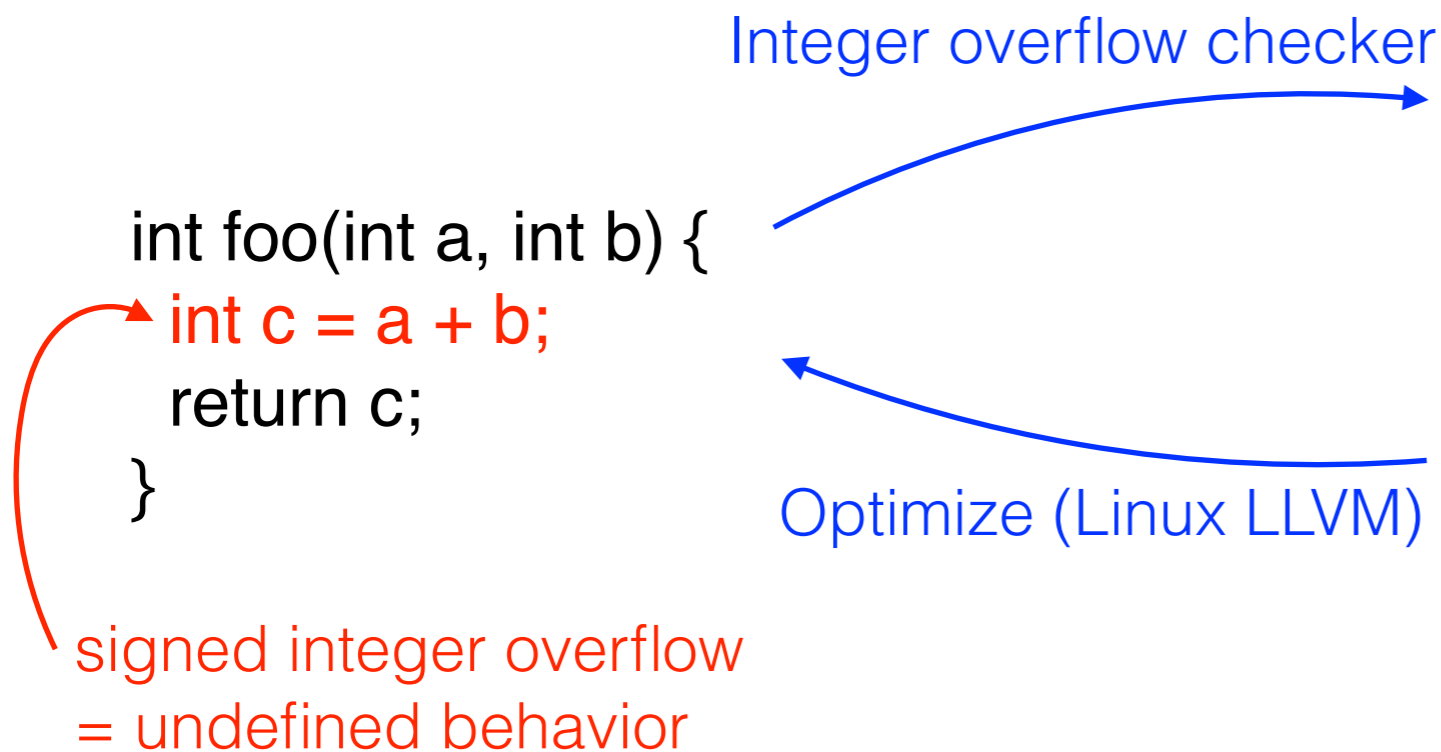 Integer overflow checker
int foo(int a, int b) {
int c = a + b;
return c;
}
Optimize (Linux LLVM)
signed integer overflow
= undefined behavior